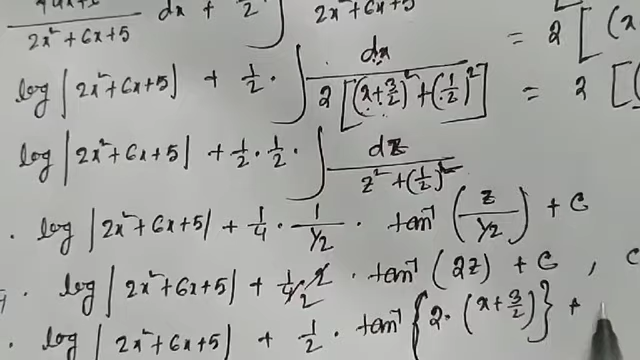 2x²+6x+5 dx + 1/2 ∫ 2x²+6x+5
log |2x²+6x+5| + 1/2 · ∫ dx / 2[(x+3/2)²+(1/2)²] = 2 [ (x
log |2x²+6x+5| + 1/2 · 1/2 · ∫ dz / z²+(1/2)² = 2 [(
log |2x²+6x+5| + 1/4 · 1/(1/2) · tan⁻¹ (z/(1/2)) + C
log |2x²+6x+5| + 1/4 · 2 · tan⁻¹ (2z) + C , C
log |2x²+6x+5| + 1/2 · tan⁻¹ {2·(x+3/2)} +